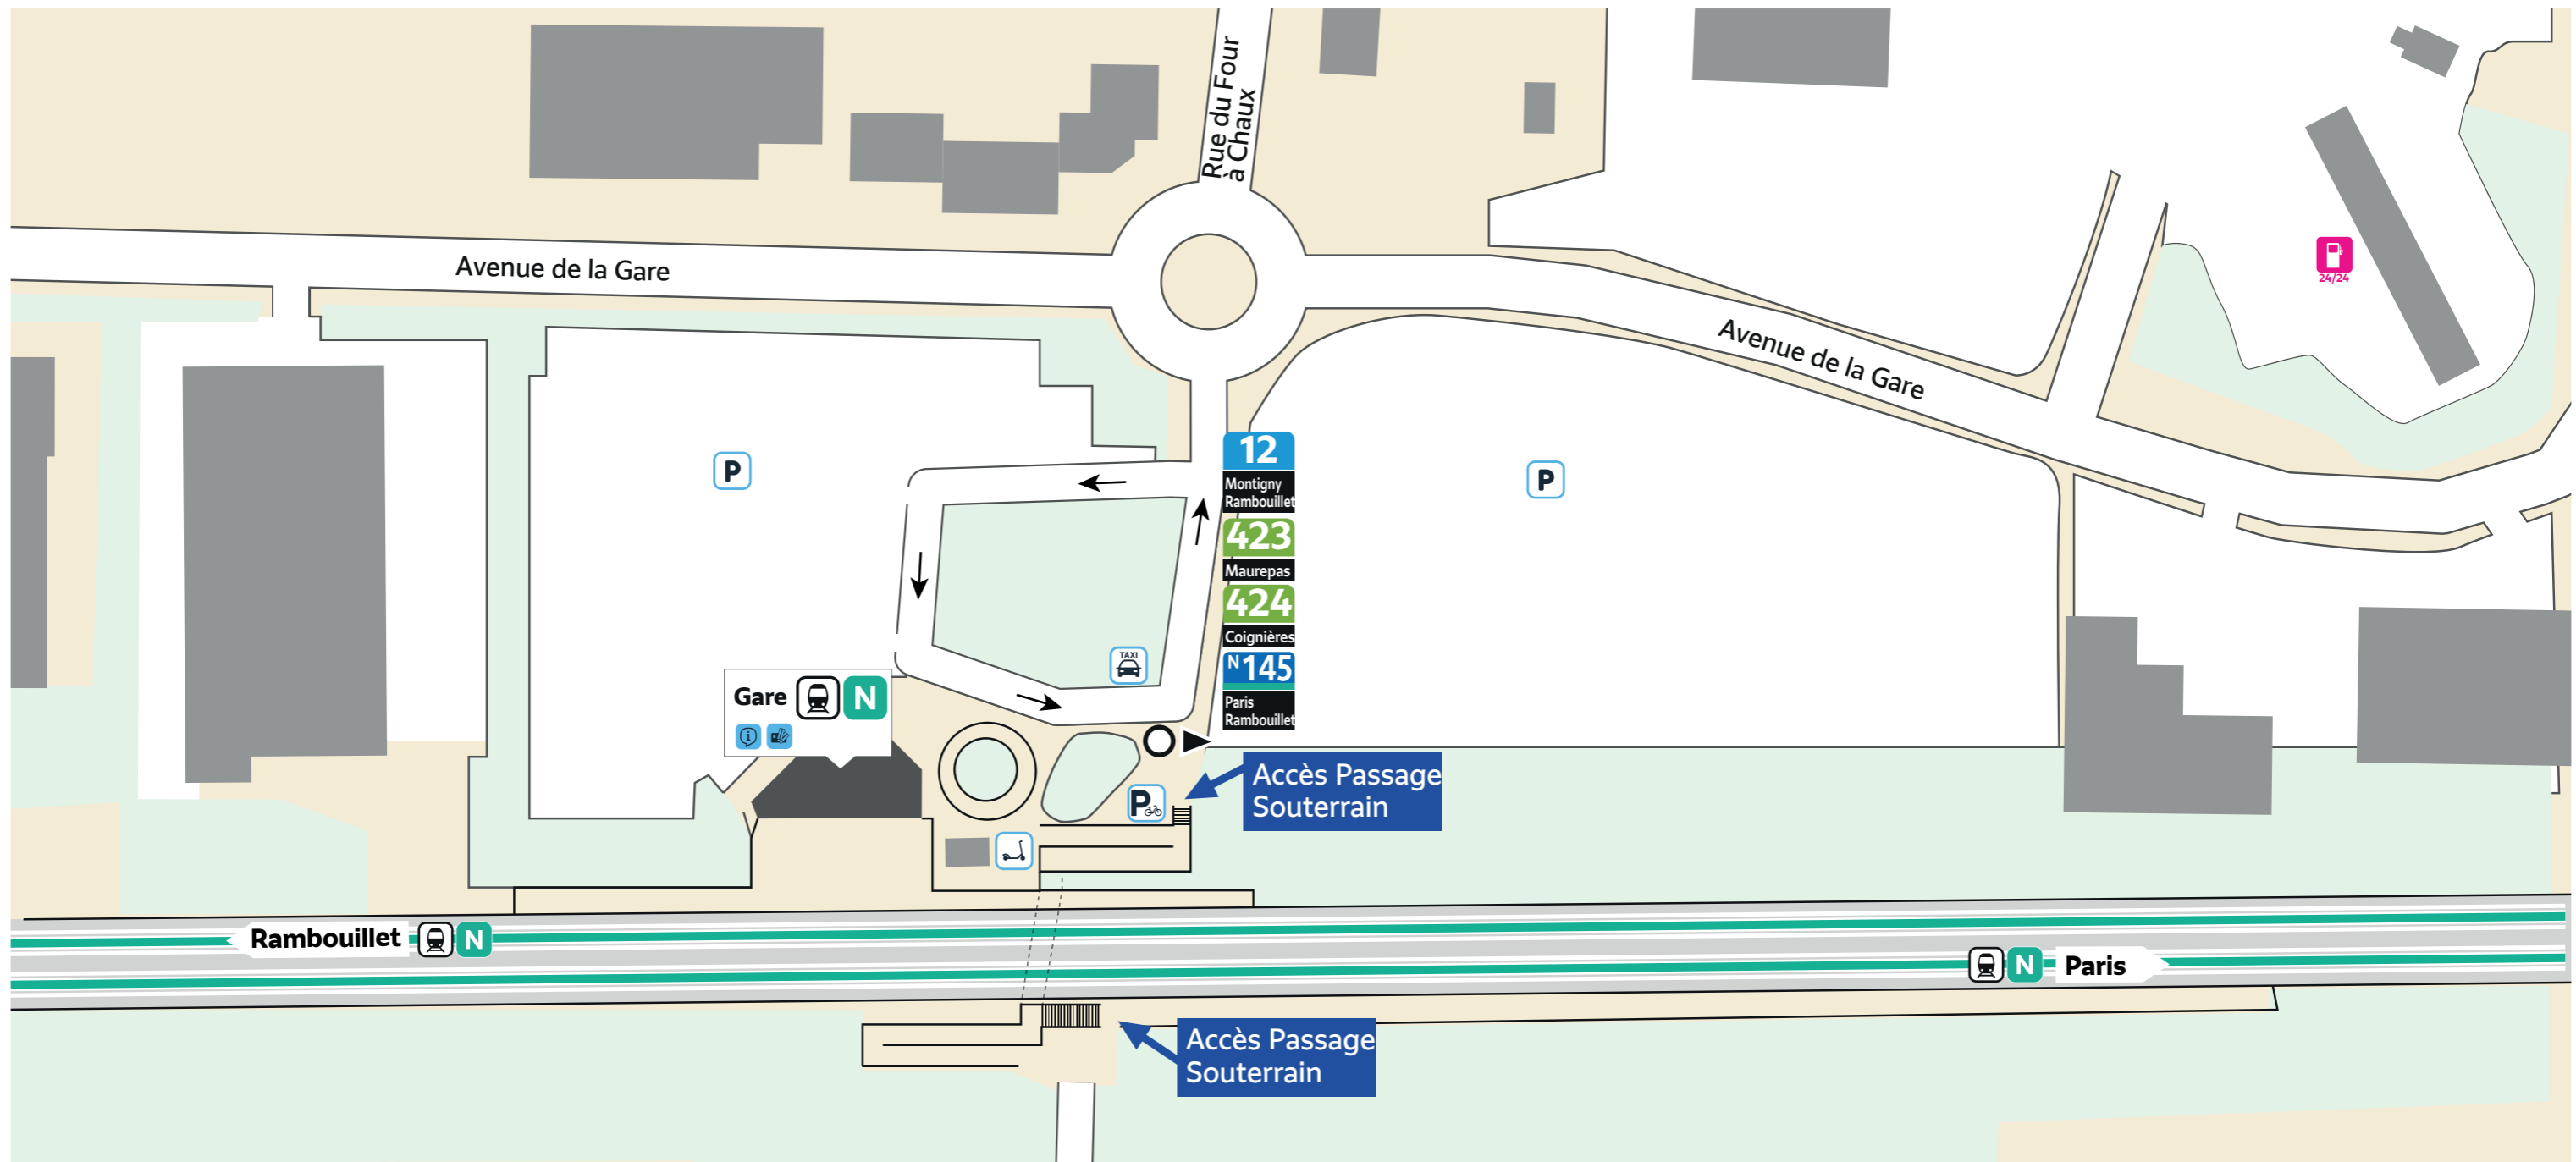 Rue du Four
à Chaux
Avenue de la Gare
24/24
Avenue de la Gare
P
P
12
Montigny
Rambouillet
423
Maurepas
424
Coignières
N145
Paris
Rambouillet
TAXI
Gare N
i
P
Accès Passage
Souterrain
Rambouillet N
N Paris
Accès Passage
Souterrain